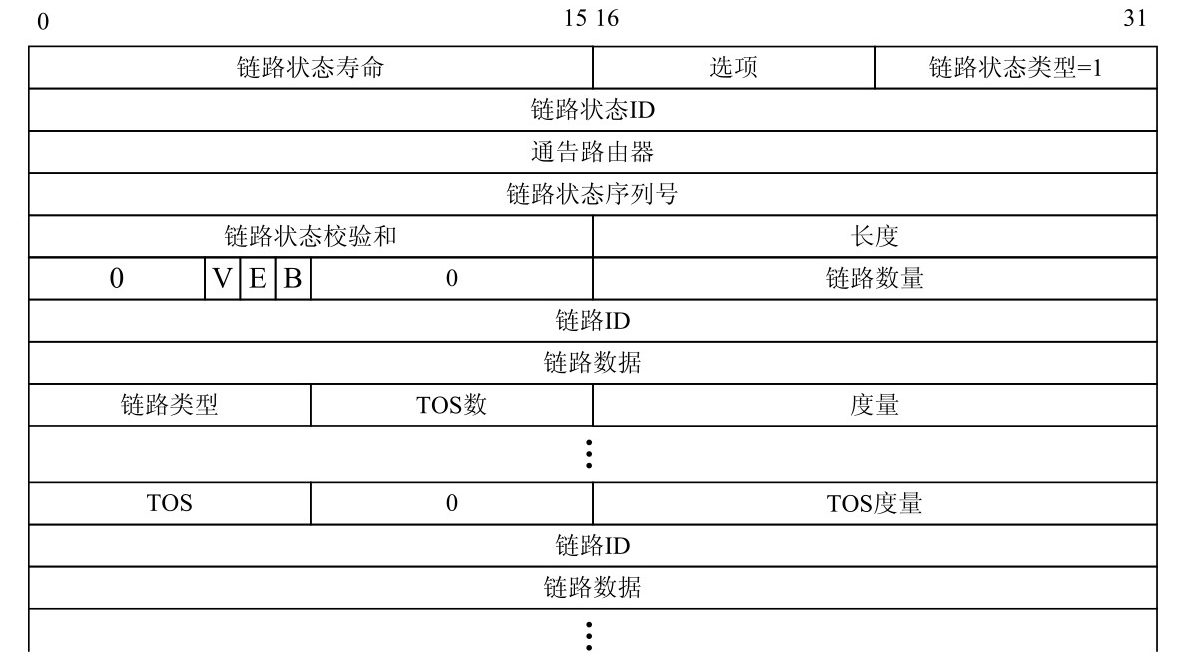 0 15 16 31
链路状态寿命 选项 链路状态类型=1
链路状态ID
通告路由器
链路状态序列号
链路状态校验和 长度
0 V E B 0 链路数量
链路ID
链路数据
链路类型 TOS数 度量
⋮
TOS 0 TOS度量
链路ID
链路数据
⋮